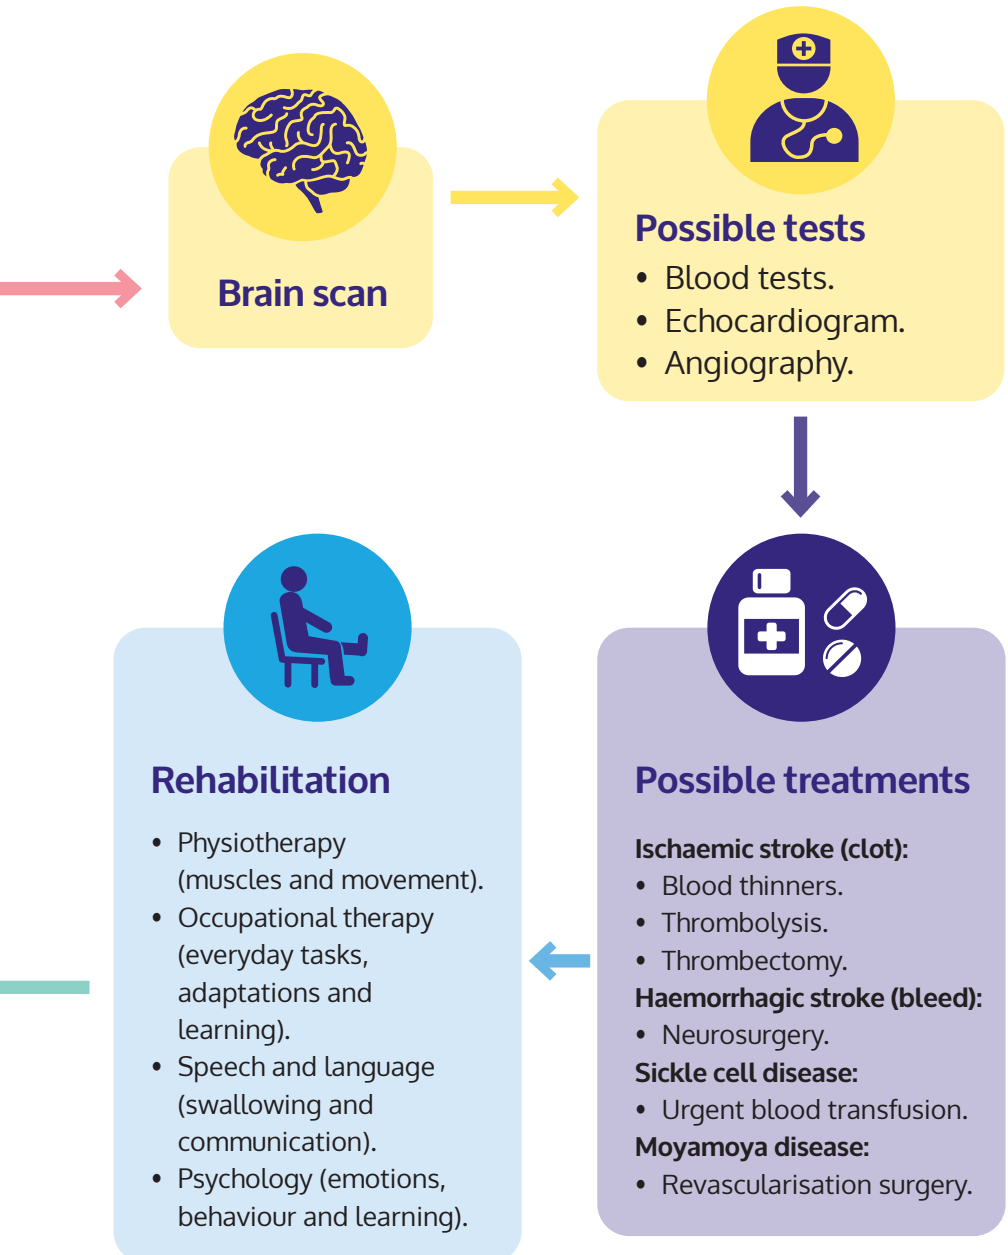 Brain scan
Possible tests
• Blood tests.
• Echocardiogram.
• Angiography.
Possible treatments
Ischaemic stroke (clot):
• Blood thinners.
• Thrombolysis.
• Thrombectomy.
Haemorrhagic stroke (bleed):
• Neurosurgery.
Sickle cell disease:
• Urgent blood transfusion.
Moyamoya disease:
• Revascularisation surgery.
Rehabilitation
• Physiotherapy
(muscles and movement).
• Occupational therapy
(everyday tasks,
adaptations and
learning).
• Speech and language
(swallowing and
communication).
• Psychology (emotions,
behaviour and learning).